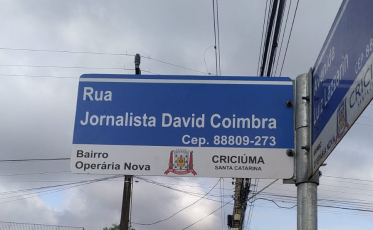 Rua
Jornalista David Coimbra
Cep. 88809-273
Bairro
Operária Nova
CRICIÚMA
SANTA CATARINA